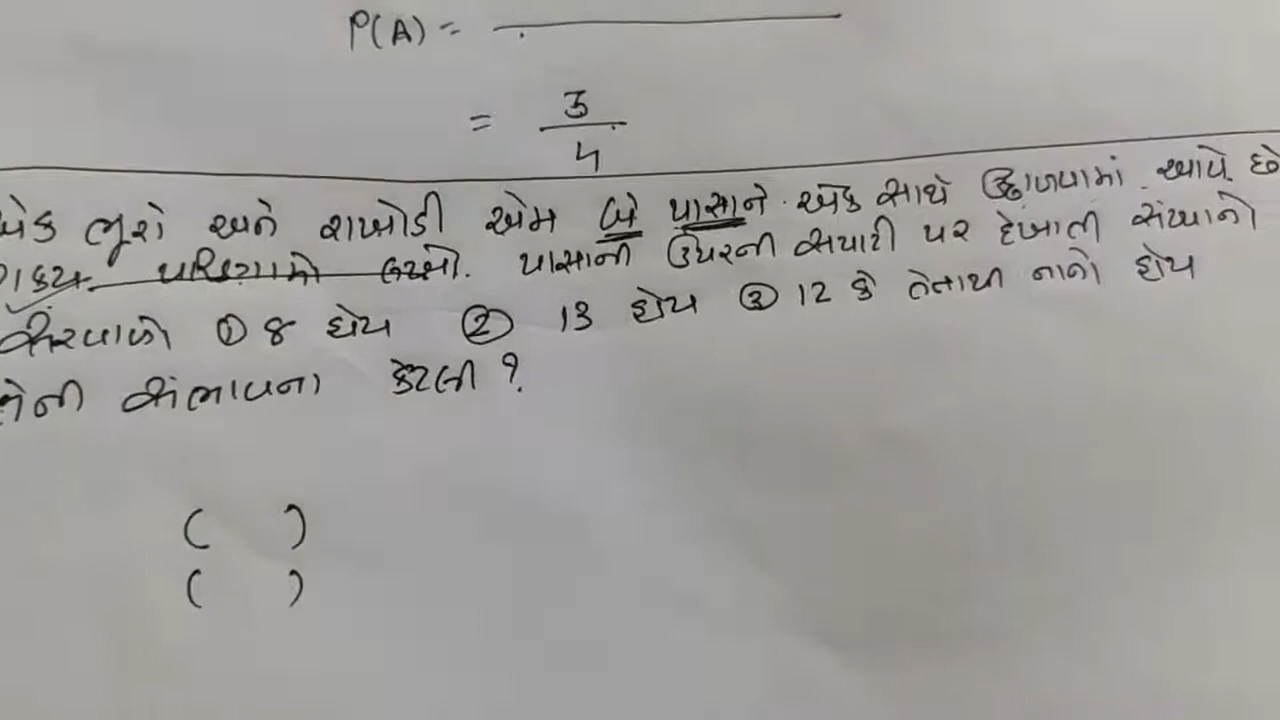 P(A) =
= 3/4
એક ભૂરો અને રાખોડી એમ બે પાસાને એક સાથે ઉછાળવામાં આવે છે
શક્ય પરિણામો લખો. પાસાની ઉપરની સપાટી પર દેખાતી સંખ્યાનો
સરવાળો ① 8 હોય ② 13 હોય ③ 12 કે તેનાથી નાનો હોય
તેની સંભાવના કેટલી ?
( )
( )